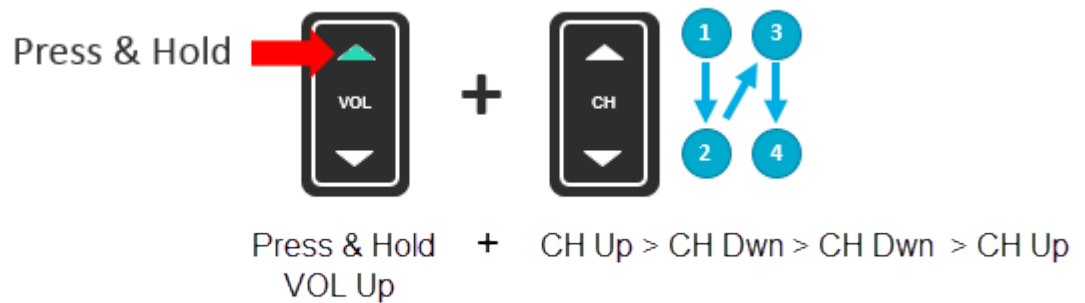 Press & Hold
VOL
+
CH
1
3
2
4
Press & Hold + CH Up > CH Dwn > CH Dwn > CH Up
VOL Up